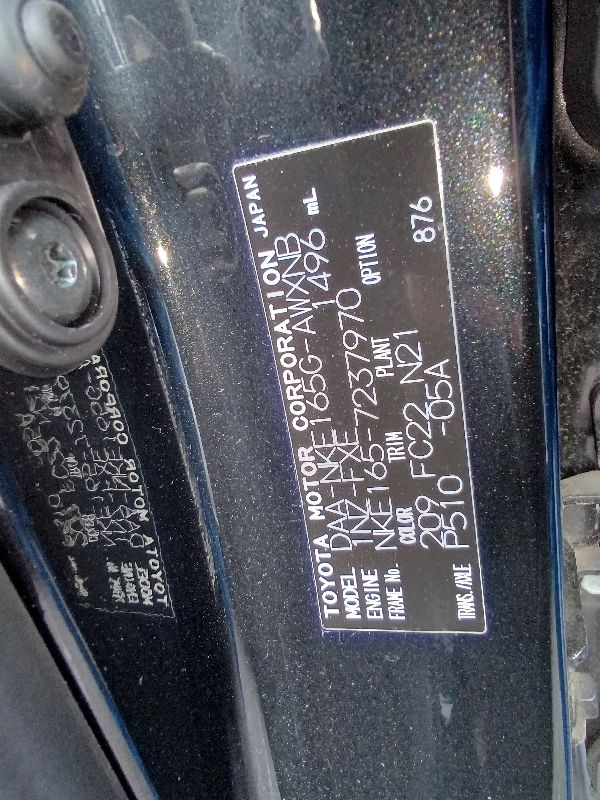 TOYOTA MOTOR CORPORATION JAPAN
MODEL DAA-NKE165G-AWXNB
ENGINE 1NZ-FXE 1496 mL
FRAME No. NKE165-7237970
COLOR TRIM PLANT OPTION
209 FC22 N21 876
TRANS./AXLE P510 -05A